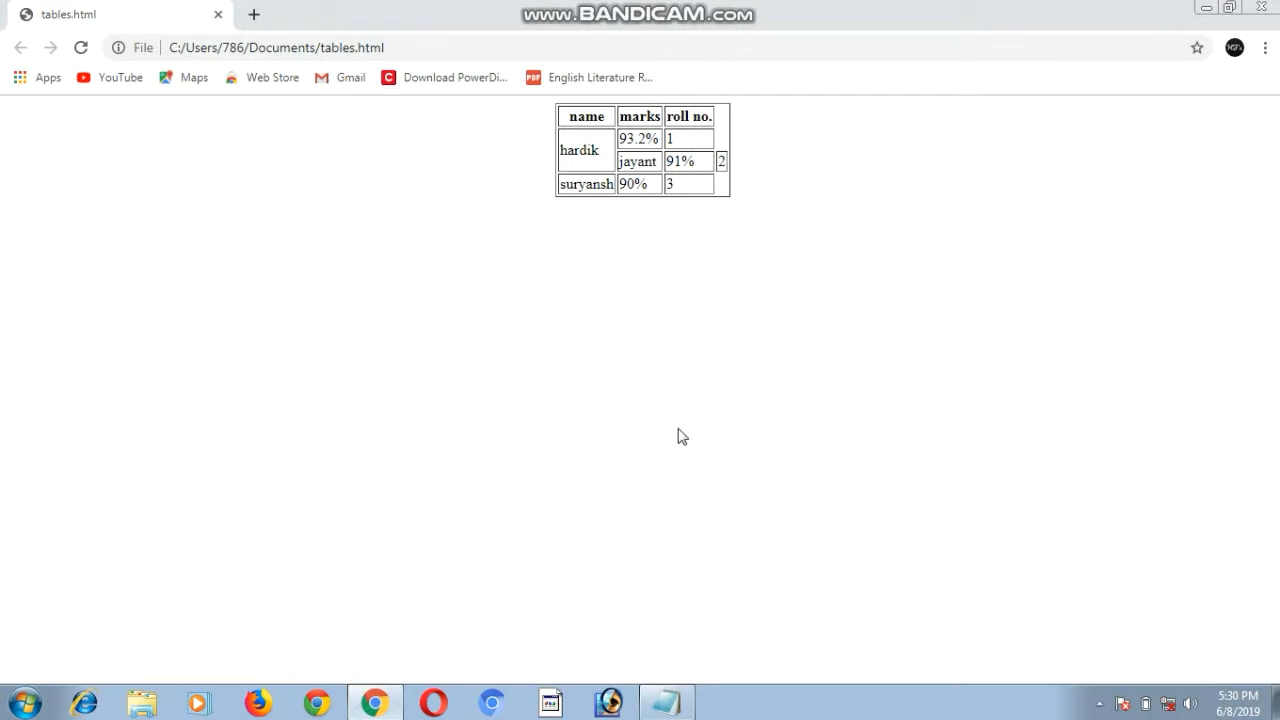 tables.html
www.BANDICAM.com
File C:/Users/786/Documents/tables.html
Apps YouTube Maps Web Store Gmail Download PowerDi... English Literature R...
name marks roll no.
hardik 93.2% 1
jayant 91% 2
suryansh 90% 3
5:30 PM
6/8/2019